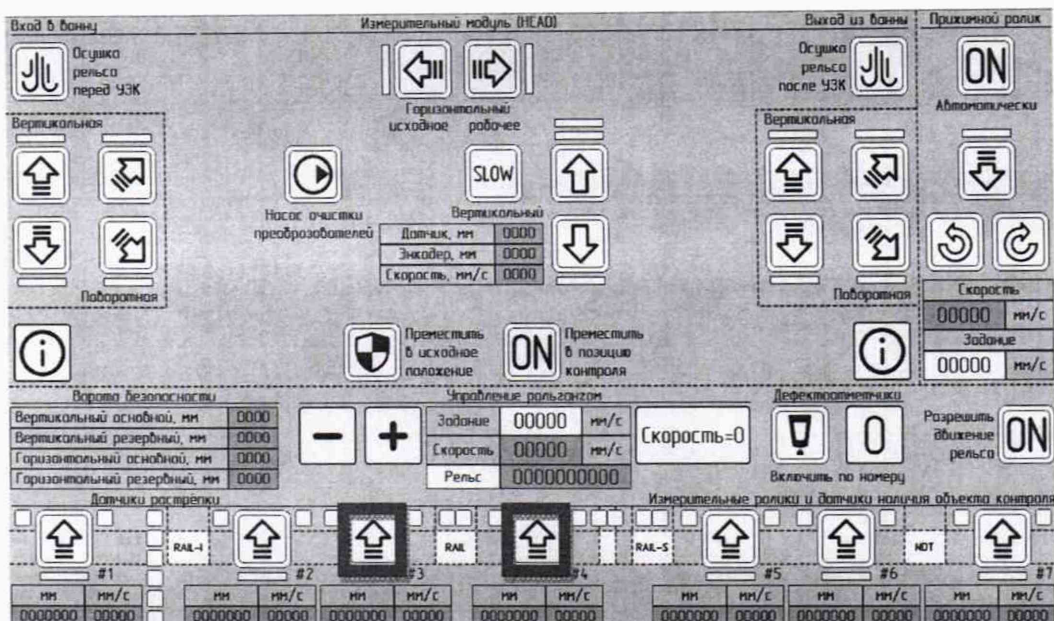 Вход в ванну
Измерительный модуль (HEAD)
Выход из ванны
Прижимной ролик
Осушка
рельса
перед УЗК
Осушка
рельса
после УЗК
ON
Автоматически
Горизонтальный
исходное рабочее
Вертикальная
Вертикальная
SLOW
Насос очистки
преобразователей
Вертикальный
Датчик, мм 0000
Энкодер, мм 0000
Скорость, мм/с 0000
Поворотная
Поворотная
Скорость
00000 мм/с
Задание
00000 мм/с
Преместить
в исходное
положение
ON
Преместить
в позицию
контроля
Ворота безопасности
Вертикальный основной, мм 0000
Вертикальный резервный, мм 0000
Горизонтальный основной, мм 0000
Горизонтальный резервный, мм 0000
Управление рольгангом
− +
Задание 00000 мм/с
Скорость 00000 мм/с
Рельс 0000000000
Скорость=0
Дефектоотметчики
0
Включить по номеру
Разрешить
движение
рельса
ON
Датчики растрепки
Измерительные ролики и датчики наличия объекта контроля
RAIL-I
RAIL
RAIL-S
NDT
#1 #2 #3 #4 #5 #6 #7
мм мм/с мм мм/с мм мм/с мм мм/с мм мм/с мм мм/с мм мм/с
0000000 00000 0000000 00000 0000000 00000 0000000 00000 0000000 00000 0000000 00000 0000000 00000